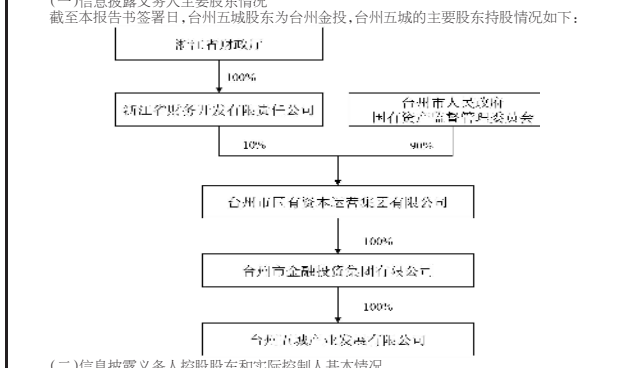 (一)信息披露义务人主要股东情况
截至本报告书签署日,台州五城股东为台州金投,台州五城的主要股东持股情况如下:
浙江省财政厅
100%
浙江省财务开发有限责任公司
台州市人民政府
国有资产监督管理委员会
10%
90%
台州市国有资本运营集团有限公司
100%
台州市金融投资集团有限公司
100%
台州五城产业发展有限公司
(二)信息披露义务人控股股东和实际控制人基本情况